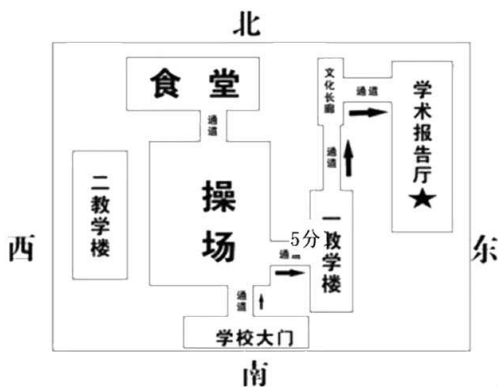 北
食 堂
文化长廊
通道
学术报告厅
★
通道
通道
二教学楼
操场
一教学楼
西
5分
东
通道
通道
学校大门
南